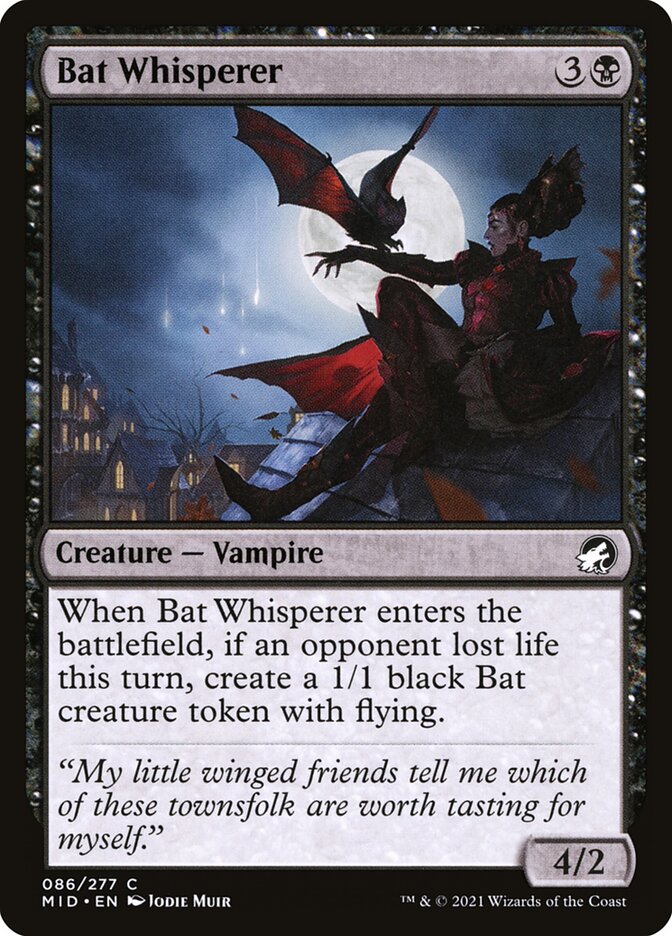 Bat Whisperer 3
Creature — Vampire
When Bat Whisperer enters the
battlefield, if an opponent lost life
this turn, create a 1/1 black Bat
creature token with flying.
“My little winged friends tell me which
of these townsfolk are worth tasting for
myself.”
4/2
086/277 C
MID • EN Jodie Muir
™ & © 2021 Wizards of the Coast